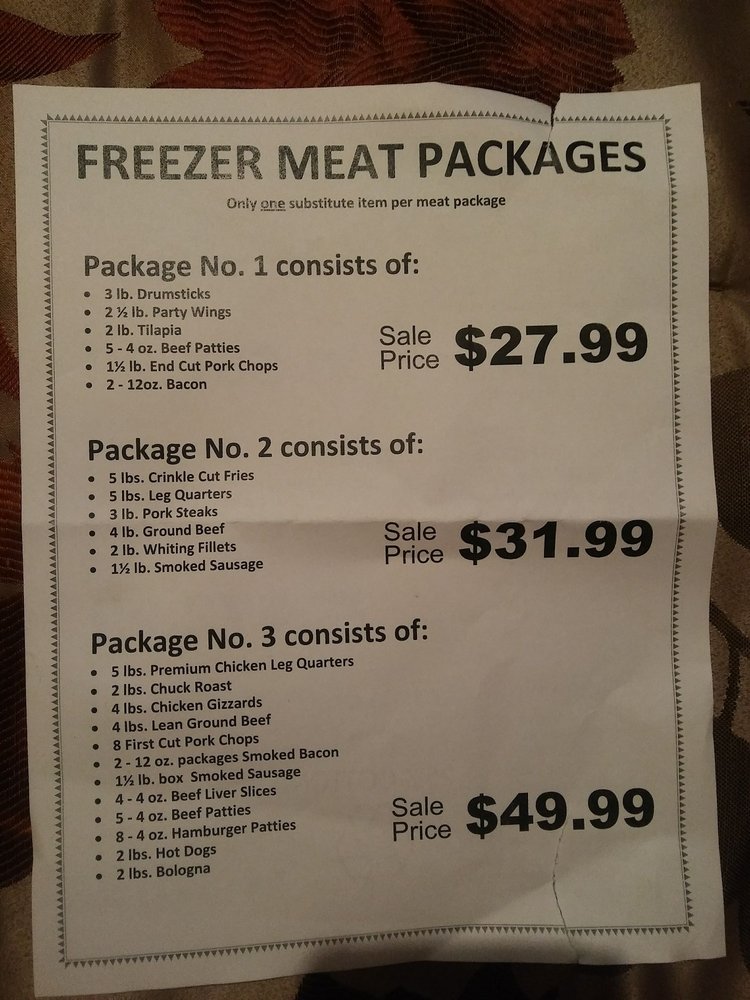 FREEZER MEAT PACKAGES
Only one substitute item per meat package
Package No. 1 consists of:
• 3 lb. Drumsticks
• 2 ½ lb. Party Wings
• 2 lb. Tilapia
• 5 - 4 oz. Beef Patties
• 1½ lb. End Cut Pork Chops
• 2 - 12oz. Bacon
Sale
Price $27.99
Package No. 2 consists of:
• 5 lbs. Crinkle Cut Fries
• 5 lbs. Leg Quarters
• 3 lb. Pork Steaks
• 4 lb. Ground Beef
• 2 lb. Whiting Fillets
• 1½ lb. Smoked Sausage
Sale
Price $31.99
Package No. 3 consists of:
• 5 lbs. Premium Chicken Leg Quarters
• 2 lbs. Chuck Roast
• 4 lbs. Chicken Gizzards
• 4 lbs. Lean Ground Beef
• 8 First Cut Pork Chops
• 2 - 12 oz. packages Smoked Bacon
• 1½ lb. box Smoked Sausage
• 4 - 4 oz. Beef Liver Slices
• 5 - 4 oz. Beef Patties
• 8 - 4 oz. Hamburger Patties
• 2 lbs. Hot Dogs
• 2 lbs. Bologna
Sale
Price $49.99